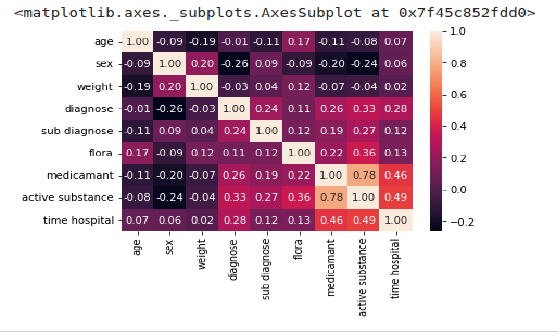 <matplotlib.axes._subplots.AxesSubplot at 0x7f45c852fdd0>
age 1.00 -0.09 -0.19 -0.01 -0.11 0.17 -0.11 -0.08 0.07
sex -0.09 1.00 0.20 -0.26 0.09 -0.09 -0.20 -0.24 0.06
weight -0.19 0.20 1.00 -0.03 0.04 0.12 -0.07 -0.04 0.02
diagnose -0.01 -0.26 -0.03 1.00 0.24 0.11 0.26 0.33 0.28
sub diagnose -0.11 0.09 0.04 0.24 1.00 0.12 0.19 0.27 0.12
flora 0.17 -0.09 0.12 0.11 0.12 1.00 0.22 0.36 0.13
medicamant -0.11 -0.20 -0.07 0.26 0.19 0.22 1.00 0.78 0.46
active substance -0.08 -0.24 -0.04 0.33 0.27 0.36 0.78 1.00 0.49
time hospital 0.07 0.06 0.02 0.28 0.12 0.13 0.46 0.49 1.00
age
sex
weight
diagnose
sub diagnose
flora
medicamant
active substance
time hospital
1.0
0.8
0.6
0.4
0.2
0.0
−0.2